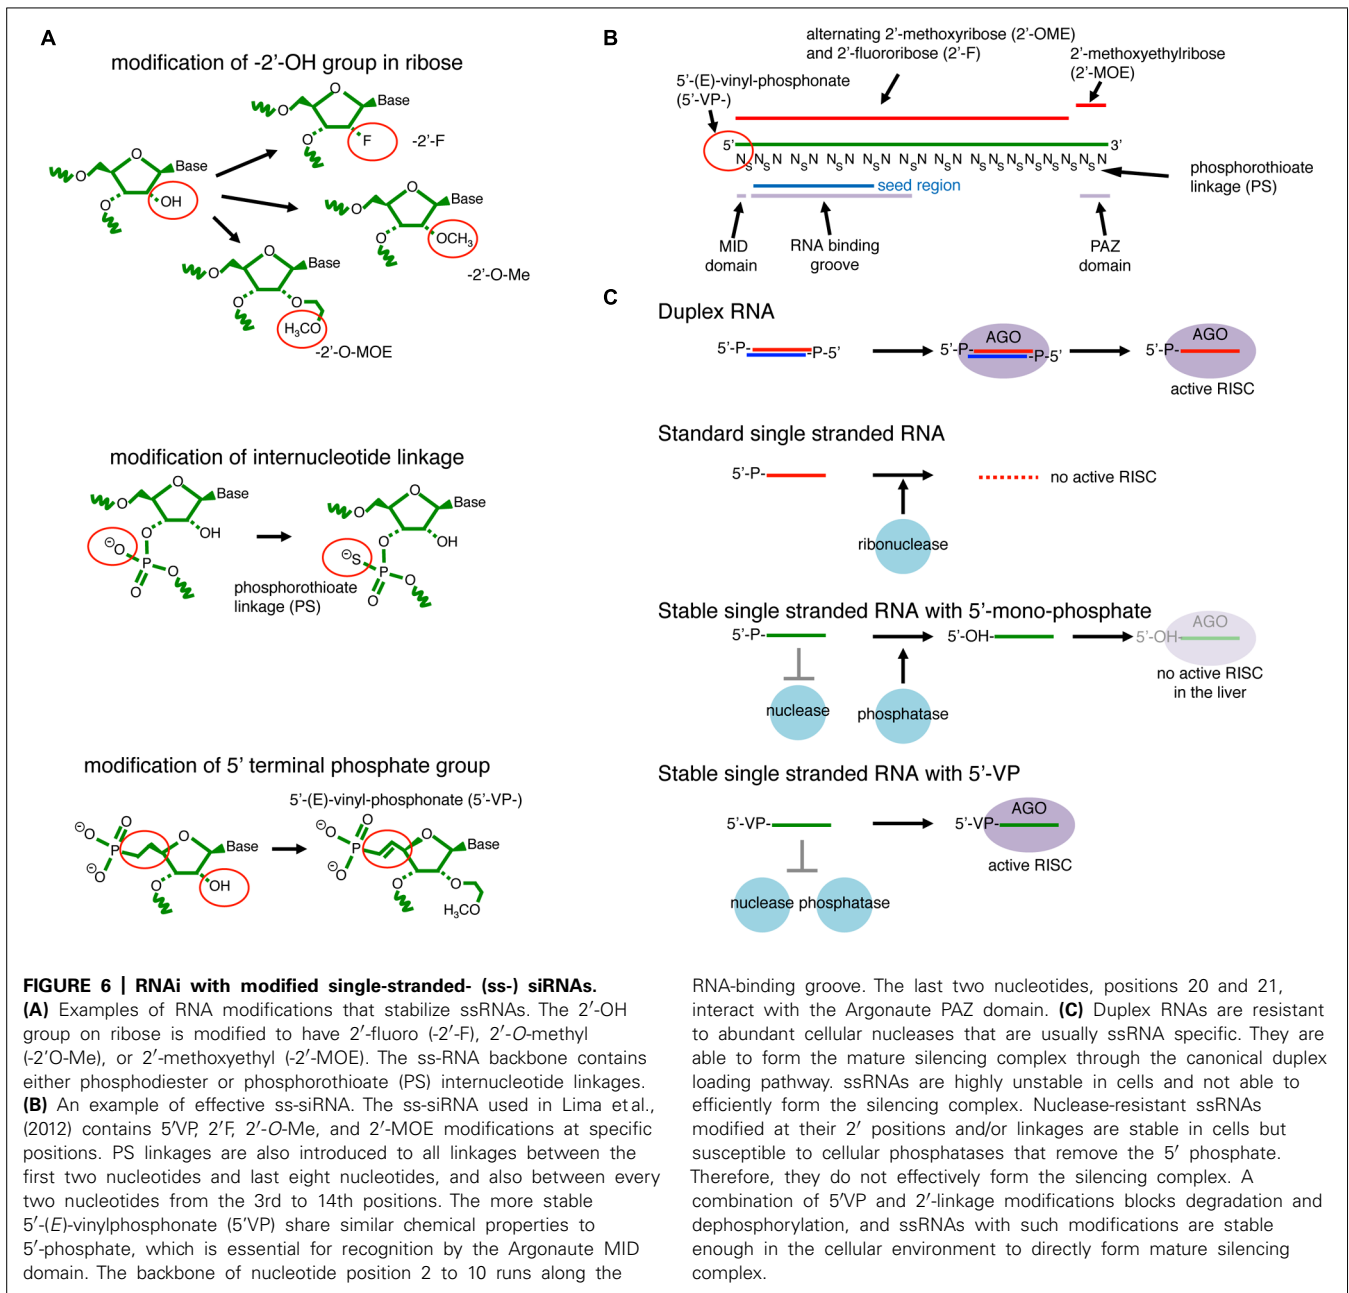 A
modification of -2'-OH group in ribose
O
Base
O
O
F
-2'-F
O
Base
O
O
OH
O
Base
O
O
OCH3
-2'-O-Me
O
Base
O
O
O
H3CO
-2'-O-MOE
modification of internucleotide linkage
O
Base
O
O
OH
⊖O
P
O
O
phosphorothioate
linkage (PS)
O
Base
O
O
OH
⊖S
P
O
O
modification of 5' terminal phosphate group
5'-(E)-vinyl-phosphonate (5'-VP-)
⊖O
O
P
⊖O
O
Base
O
OH
⊖O
O
P
⊖O
O
Base
O
O
H3CO
B
alternating 2'-methoxyribose (2'-OME)
and 2'-fluororibose (2'-F)
2'-methoxyethylribose
(2'-MOE)
5'-(E)-vinyl-phosphonate
(5'-VP-)
5'
3'
NSNSN NSN NSN NSN NSN NSNSNSNSNSNSNSN
phosphorothioate
linkage (PS)
seed region
MID
domain
RNA binding
groove
PAZ
domain
C
Duplex RNA
5'-P-
-P-5'
AGO
5'-P-
-P-5'
AGO
5'-P-
active RISC
Standard single stranded RNA
5'-P-
no active RISC
ribonuclease
Stable single stranded RNA with 5'-mono-phosphate
5'-P-
5'-OH-
AGO
5'-OH-
nuclease
phosphatase
no active RISC
in the liver
Stable single stranded RNA with 5'-VP
5'-VP-
AGO
5'-VP-
active RISC
nuclease phosphatase
FIGURE 6 | RNAi with modified single-stranded- (ss-) siRNAs.
(A) Examples of RNA modifications that stabilize ssRNAs. The 2′-OH
group on ribose is modified to have 2′-fluoro (-2′-F), 2′-O-methyl
(-2′O-Me), or 2′-methoxyethyl (-2′-MOE). The ss-RNA backbone contains
either phosphodiester or phosphorothioate (PS) internucleotide linkages.
(B) An example of effective ss-siRNA. The ss-siRNA used in Lima et al.,
(2012) contains 5′VP, 2′F, 2′-O-Me, and 2′-MOE modifications at specific
positions. PS linkages are also introduced to all linkages between the
first two nucleotides and last eight nucleotides, and also between every
two nucleotides from the 3rd to 14th positions. The more stable
5′-(E)-vinylphosphonate (5′VP) share similar chemical properties to
5′-phosphate, which is essential for recognition by the Argonaute MID
domain. The backbone of nucleotide position 2 to 10 runs along the
RNA-binding groove. The last two nucleotides, positions 20 and 21,
interact with the Argonaute PAZ domain. (C) Duplex RNAs are resistant
to abundant cellular nucleases that are usually ssRNA specific. They are
able to form the mature silencing complex through the canonical duplex
loading pathway. ssRNAs are highly unstable in cells and not able to
efficiently form the silencing complex. Nuclease-resistant ssRNAs
modified at their 2′ positions and/or linkages are stable in cells but
susceptible to cellular phosphatases that remove the 5′ phosphate.
Therefore, they do not effectively form the silencing complex. A
combination of 5′VP and 2′-linkage modifications blocks degradation and
dephosphorylation, and ssRNAs with such modifications are stable
enough in the cellular environment to directly form mature silencing
complex.